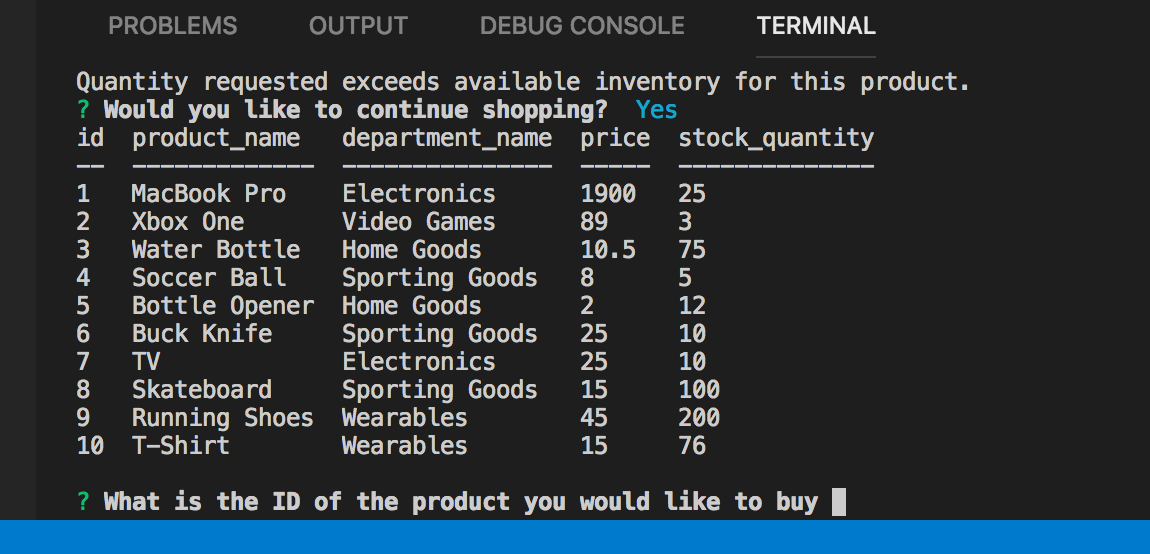 PROBLEMS OUTPUT DEBUG CONSOLE TERMINAL
Quantity requested exceeds available inventory for this product.
? Would you like to continue shopping?  Yes
id  product_name   department_name  price  stock_quantity
--  -------------  ---------------  -----  --------------
1   MacBook Pro    Electronics      1900   25
2   Xbox One       Video Games      89     3
3   Water Bottle   Home Goods       10.5   75
4   Soccer Ball    Sporting Goods   8      5
5   Bottle Opener  Home Goods       2      12
6   Buck Knife     Sporting Goods   25     10
7   TV             Electronics      25     10
8   Skateboard     Sporting Goods   15     100
9   Running Shoes  Wearables        45     200
10  T-Shirt        Wearables        15     76
? What is the ID of the product you would like to buy